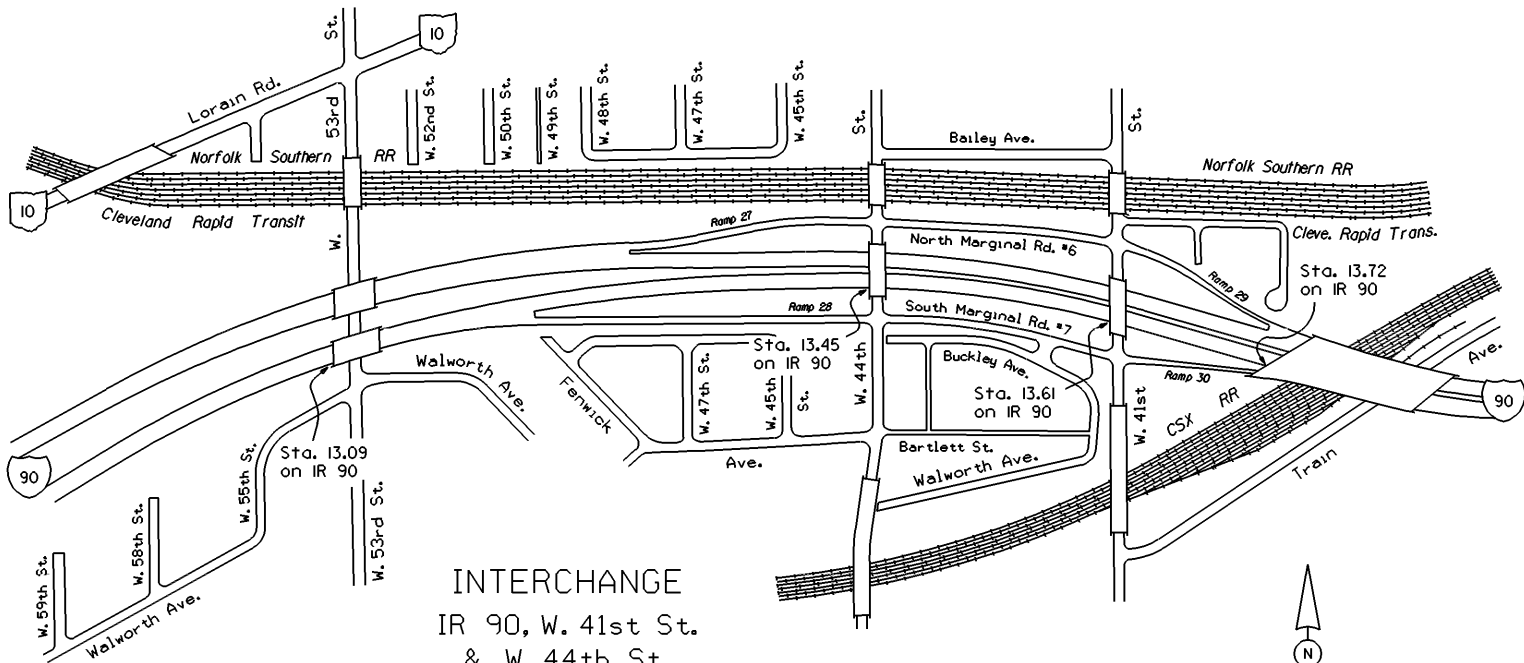 St.
10
Lorain Rd.
53rd
W. 52nd St.
W. 50th St.
W. 49th St.
W. 48th St.
W. 47th St.
W. 45th St.
St.
St.
Bailey Ave.
Norfolk Southern RR
Norfolk Southern RR
10
Cleveland Rapid Transit
W.
Ramp 27
North Marginal Rd. #6
Cleve. Rapid Trans.
Ramp 29
Sta. 13.72
on IR 90
Ramp 28
South Marginal Rd. #7
Sta. 13.45
on IR 90
Walworth Ave.
Fenwick
W. 47th St.
W. 45th
St.
W. 44th
Buckley Ave.
Sta. 13.61
on IR 90
Ramp 30
Ave.
90
W. 41st
CSX RR
Sta. 13.09
on IR 90
Ave.
Bartlett St.
Walworth Ave.
Train
90
W. 55th St.
W. 53rd St.
W. 58th St.
W. 59th St.
Walworth Ave.
INTERCHANGE
IR 90, W. 41st St.
& W. 44th St.
N